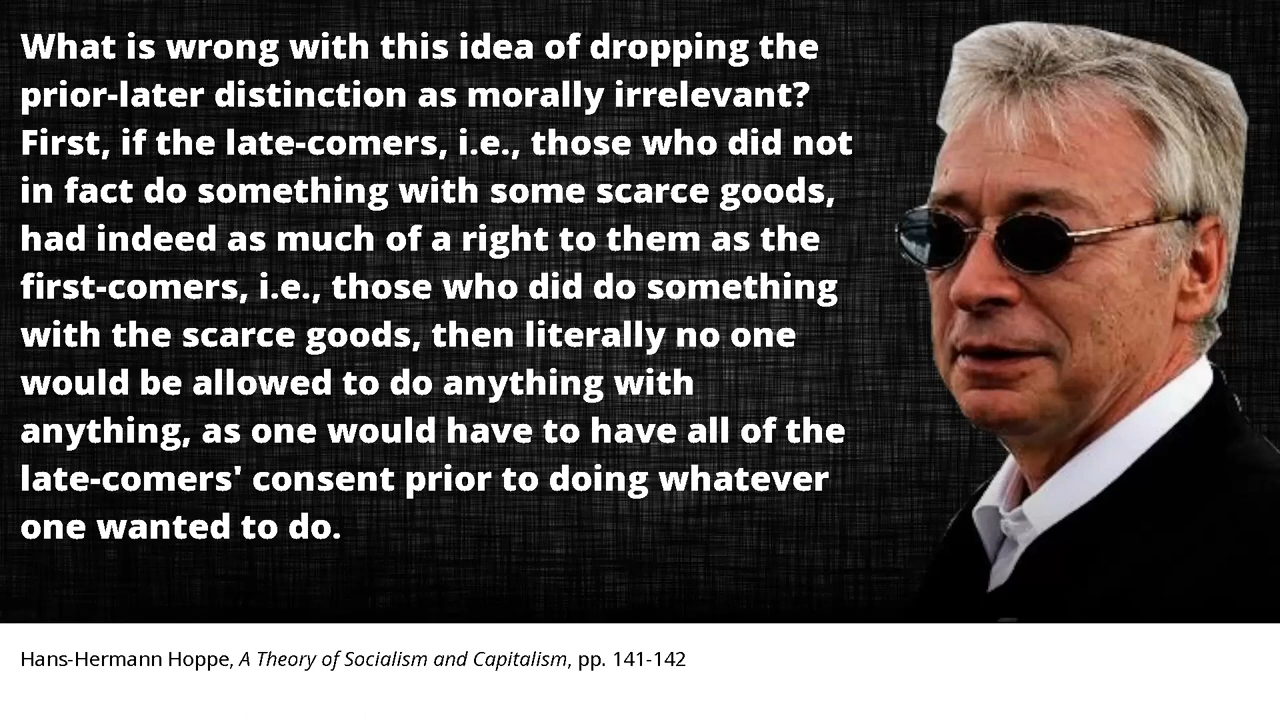 What is wrong with this idea of dropping the
prior-later distinction as morally irrelevant?
First, if the late-comers, i.e., those who did not
in fact do something with some scarce goods,
had indeed as much of a right to them as the
first-comers, i.e., those who did do something
with the scarce goods, then literally no one
would be allowed to do anything with
anything, as one would have to have all of the
late-comers' consent prior to doing whatever
one wanted to do.
Hans-Hermann Hoppe, A Theory of Socialism and Capitalism, pp. 141-142